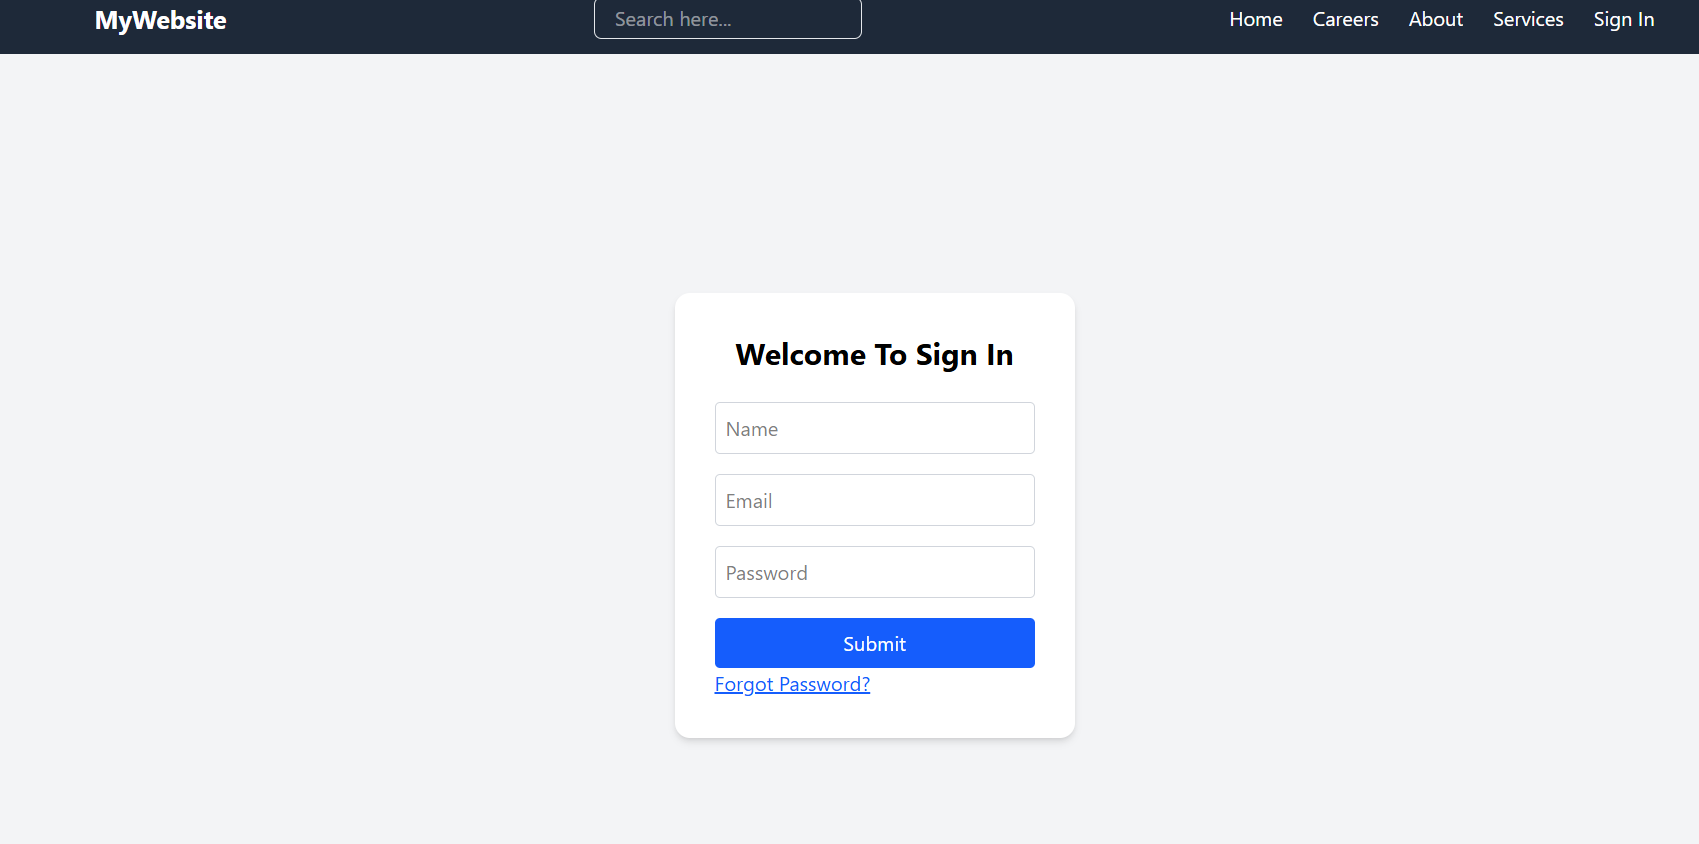 MyWebsite
Search here...
Home Careers About Services Sign In
Welcome To Sign In
Name
Email
Password
Submit
Forgot Password?